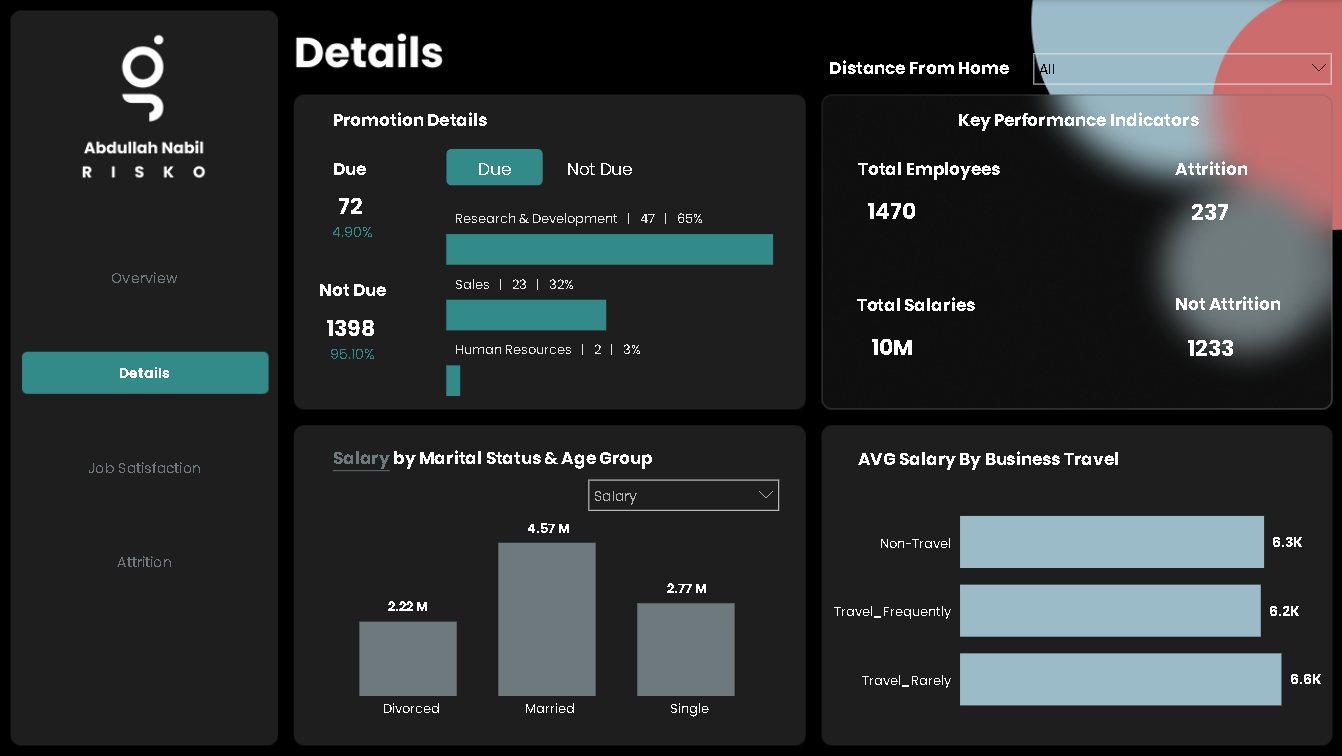 Abdullah Nabil
R I S K O
Overview
Details
Job Satisfaction
Attrition
Details
Distance From Home
All
Promotion Details
Due
72
4.90%
Not Due
1398
95.10%
Due Not Due
Research & Development | 47 | 65%
Sales | 23 | 32%
Human Resources | 2 | 3%
Key Performance Indicators
Total Employees
1470
Attrition
237
Total Salaries
10M
Not Attrition
1233
Salary by Marital Status & Age Group
Salary
2.22 M
4.57 M
2.77 M
Divorced Married Single
AVG Salary By Business Travel
Non-Travel 6.3K
Travel_Frequently 6.2K
Travel_Rarely 6.6K